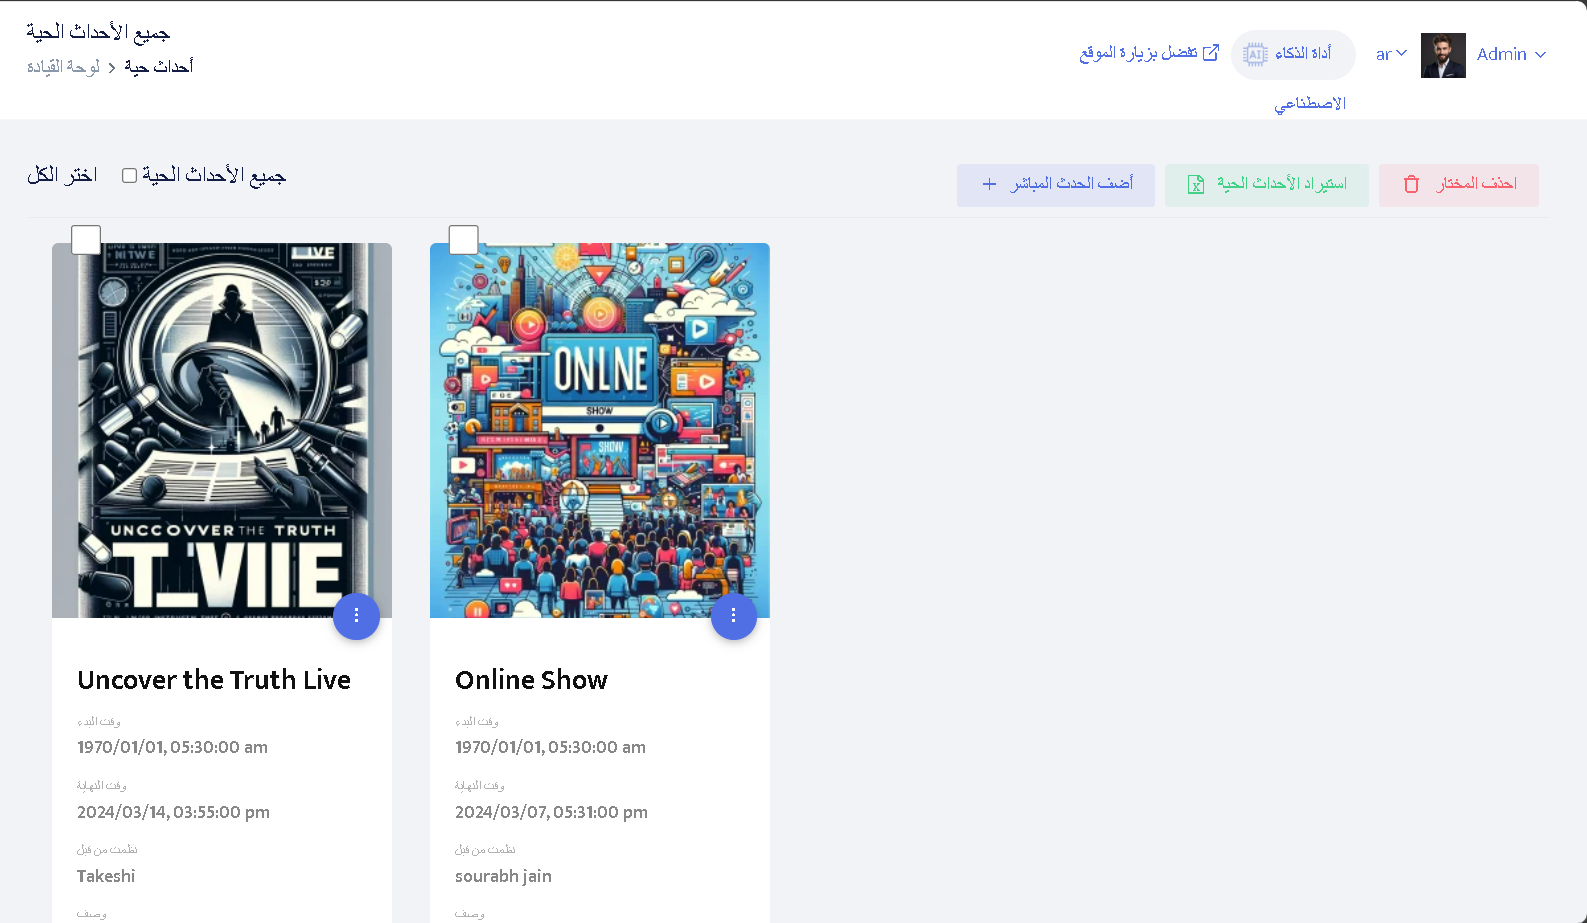 جميع الأحداث الحية
لوحة القيادة > أحداث حية
تفضل بزيارة الموقع
AI أداة الذكاء
الاصطناعي
ar
Admin
جميع الأحداث الحية
اختر الكل
أضف الحدث المباشر
استيراد الأحداث الحية
احذف المختار
LIVE
UNCCOVVER THE TRUTH
T_VIIE
ONLNE
SHOW
SHOW
Uncover the Truth Live
وقت البدء
1970/01/01, 05:30:00 am
وقت النهاية
2024/03/14, 03:55:00 pm
نظمت من قبل
Takeshi
وصف
Online Show
وقت البدء
1970/01/01, 05:30:00 am
وقت النهاية
2024/03/07, 05:31:00 pm
نظمت من قبل
sourabh jain
وصف